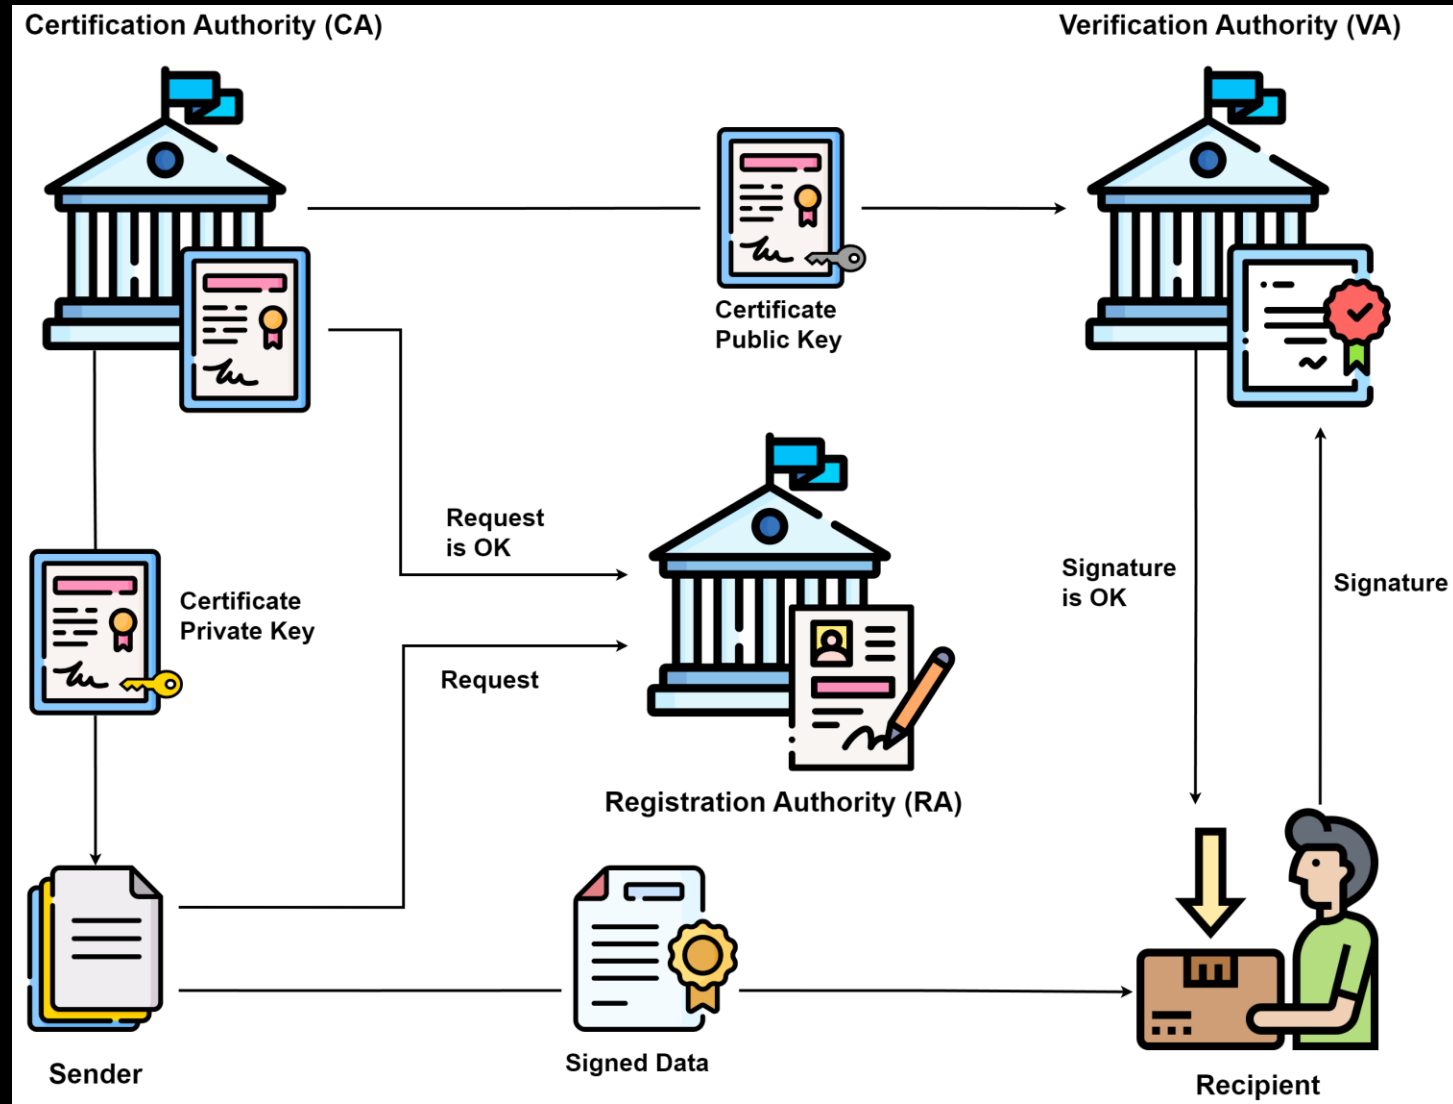 Certification Authority (CA)
Verification Authority (VA)
Certificate
Public Key
Request
is OK
Signature
is OK
Signature
Certificate
Private Key
Request
Registration Authority (RA)
Signed Data
Sender
Recipient